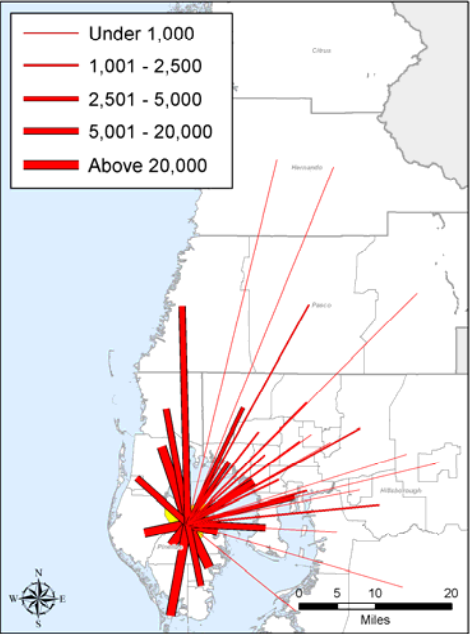 Under 1,000
1,001 - 2,500
2,501 - 5,000
5,001 - 20,000
Above 20,000
Citrus
Hernando
Pasco
Hillsborough
N
W
E
S
0 5 10 20
Miles